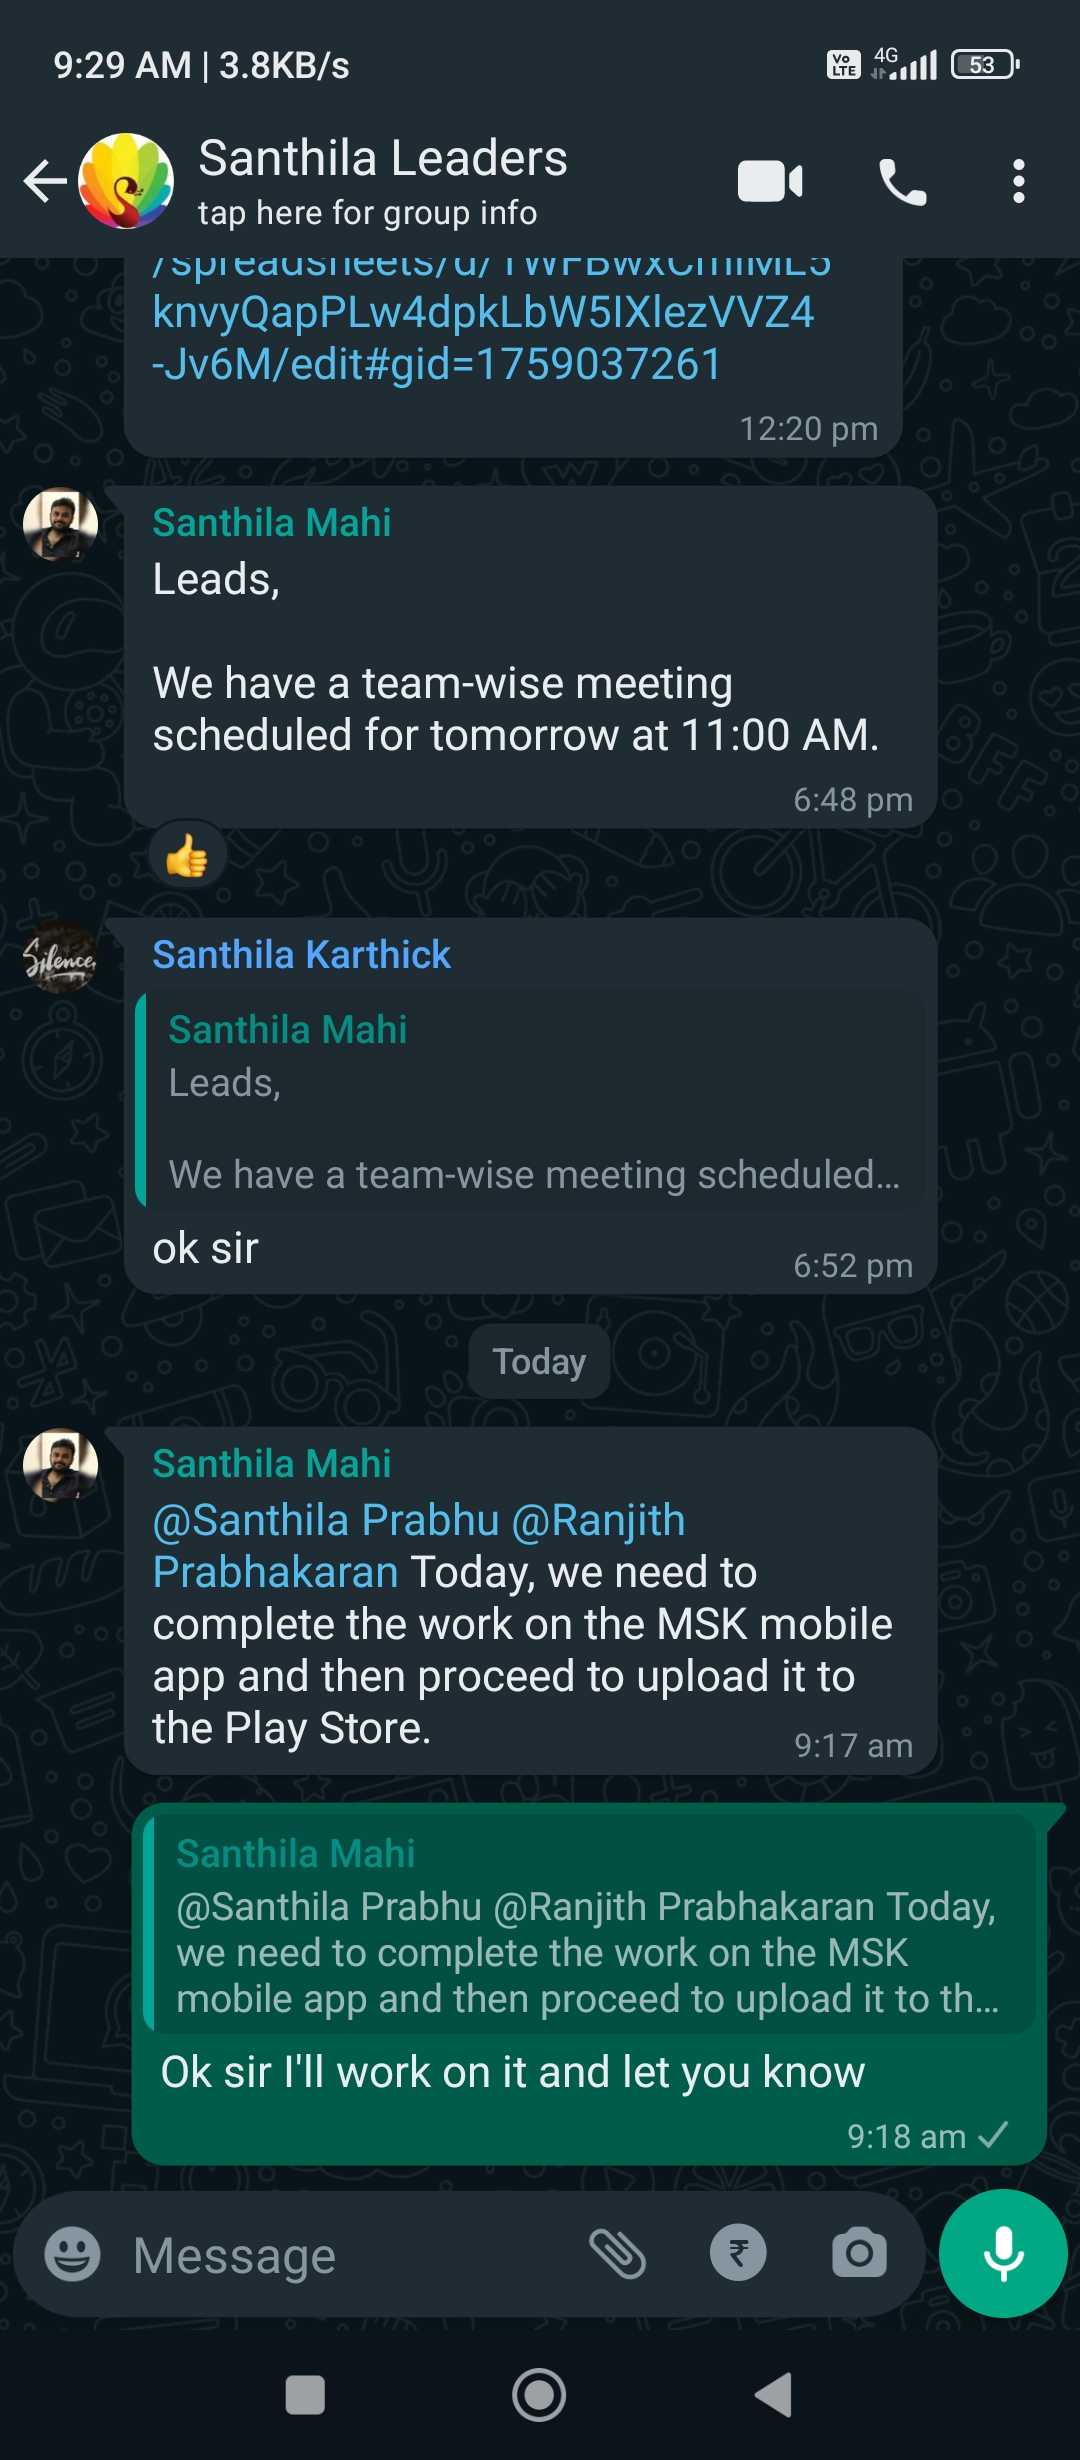 9:29 AM | 3.8KB/s
Vo LTE 4G 53
Santhila Leaders
tap here for group info
knvyQapPLw4dpkLbW5IXlezVVZ4
-Jv6M/edit#gid=1759037261
12:20 pm
Santhila Mahi
Leads,
We have a team-wise meeting
scheduled for tomorrow at 11:00 AM.
6:48 pm
Silence
Santhila Karthick
Santhila Mahi
Leads,
We have a team-wise meeting scheduled...
ok sir
6:52 pm
Today
Santhila Mahi
@Santhila Prabhu @Ranjith
Prabhakaran Today, we need to
complete the work on the MSK mobile
app and then proceed to upload it to
the Play Store.
9:17 am
Santhila Mahi
@Santhila Prabhu @Ranjith Prabhakaran Today,
we need to complete the work on the MSK
mobile app and then proceed to upload it to th...
Ok sir I'll work on it and let you know
9:18 am
Message
₹